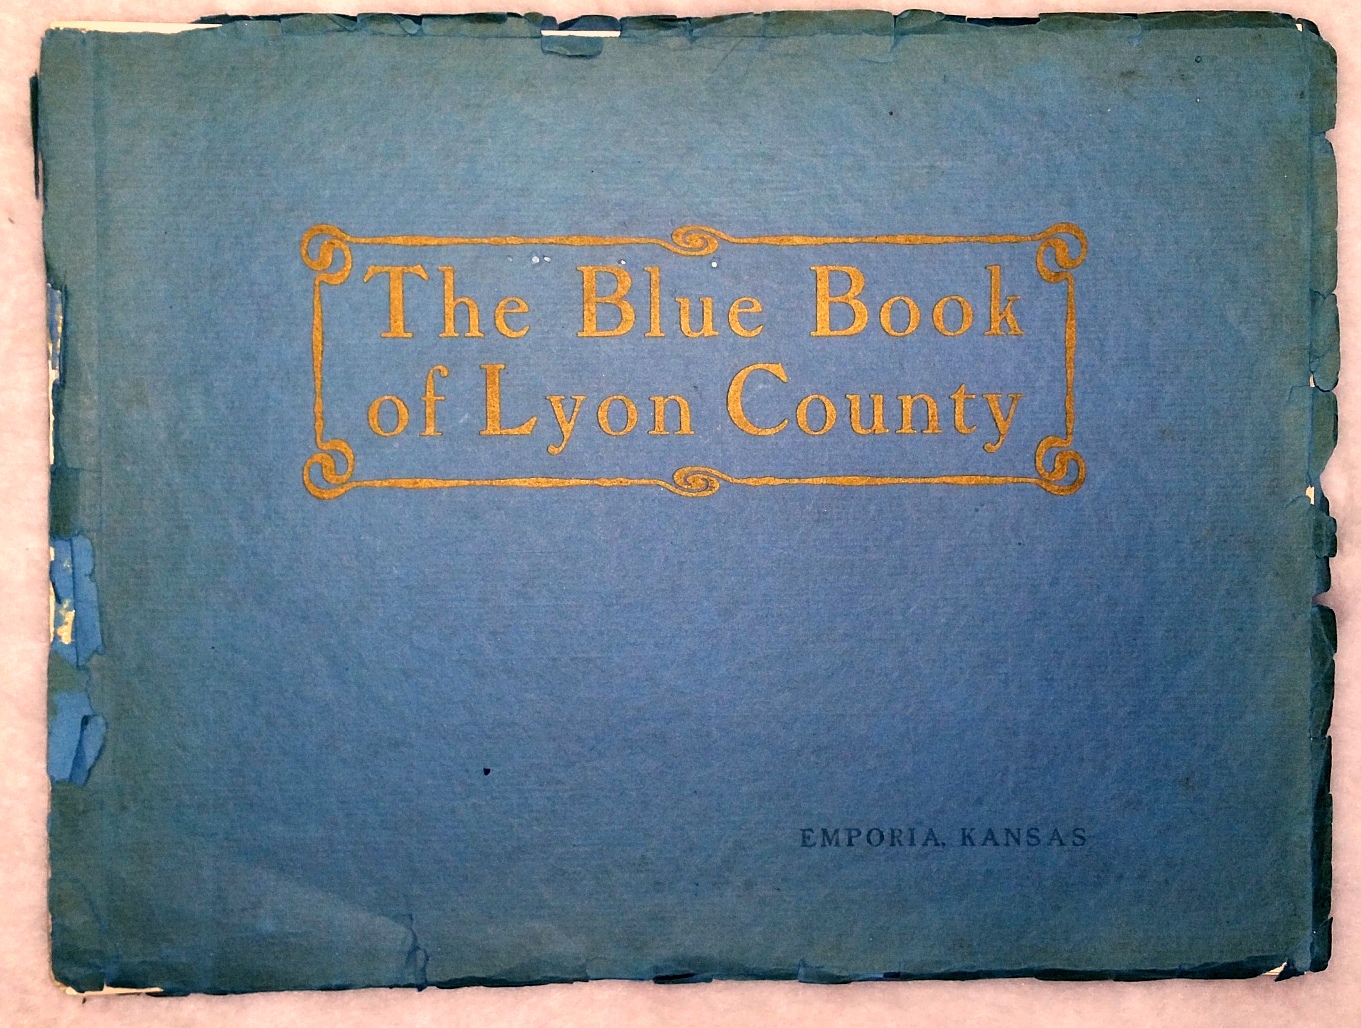 The Blue Book
of Lyon County
EMPORIA, KANSAS